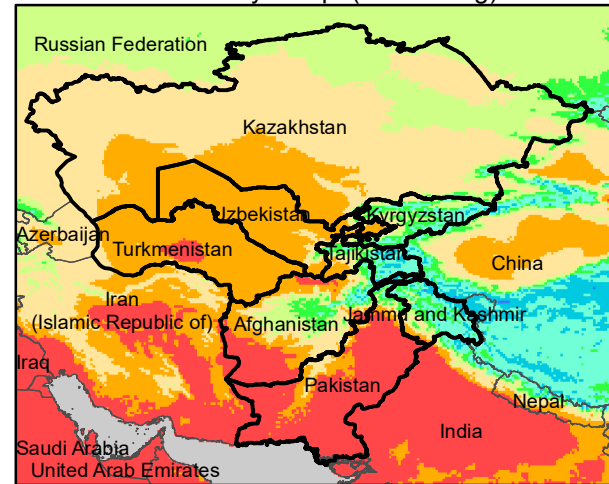 Russian Federation
Kazakhstan
Uzbekistan
Kyrgyzstan
Azerbaijan
Turkmenistan
Tajikistan
China
Iran
(Islamic Republic of)
Afghanistan
Jammu and Kashmir
Iraq
Pakistan
Nepal
India
Saudi Arabia
United Arab Emirates